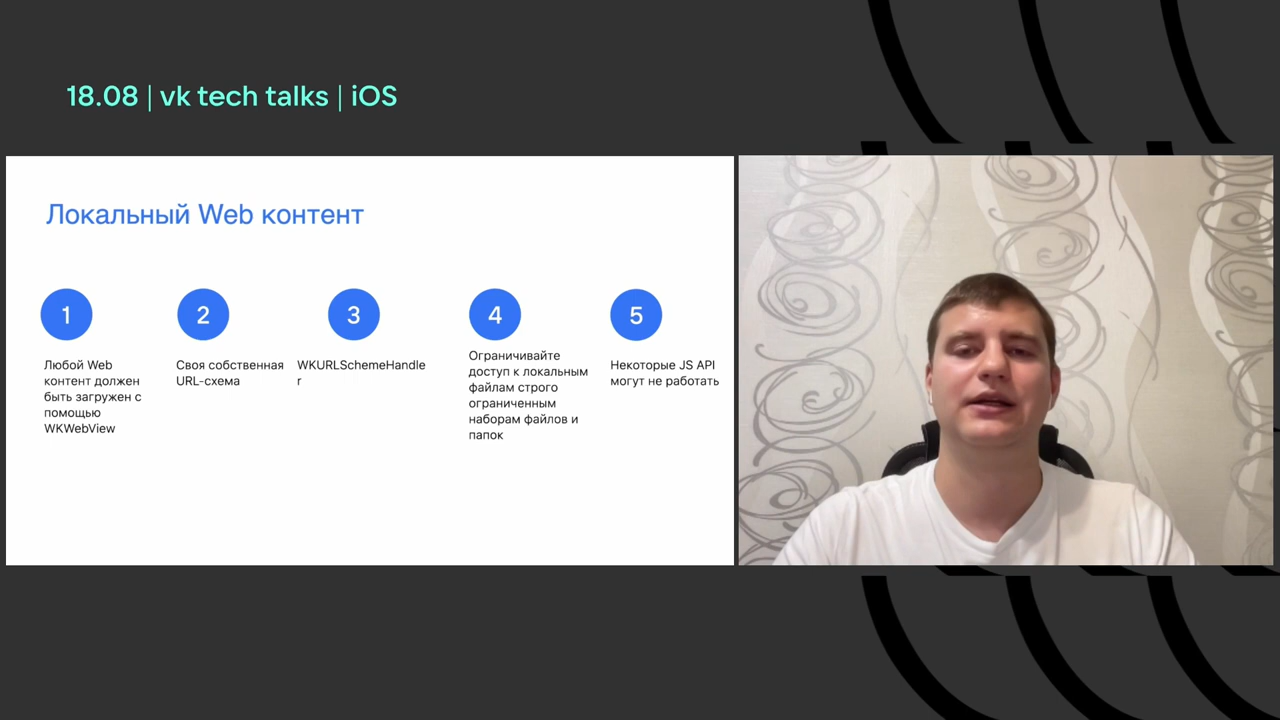 18.08 | vk tech talks | iOS
Локальный Web контент
1
2
3
4
5
Любой Web
контент должен
быть загружен с
помощью
WKWebView
Своя собственная
URL-схема
WKURLSchemeHandle
r
Ограничивайте
доступ к локальным
файлам строго
ограниченным
наборам файлов и
папок
Некоторые JS API
могут не работать